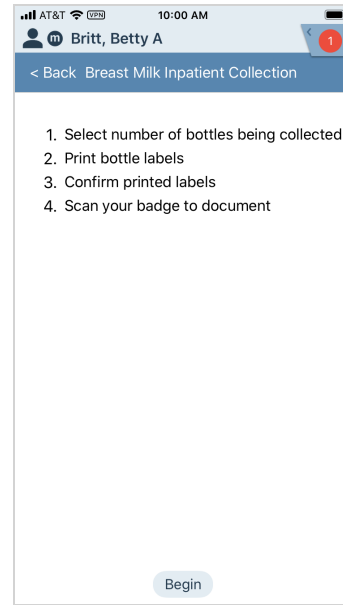 AT&T VPN 10:00 AM
m Britt, Betty A < 1
< Back Breast Milk Inpatient Collection
1. Select number of bottles being collected
2. Print bottle labels
3. Confirm printed labels
4. Scan your badge to document
Begin